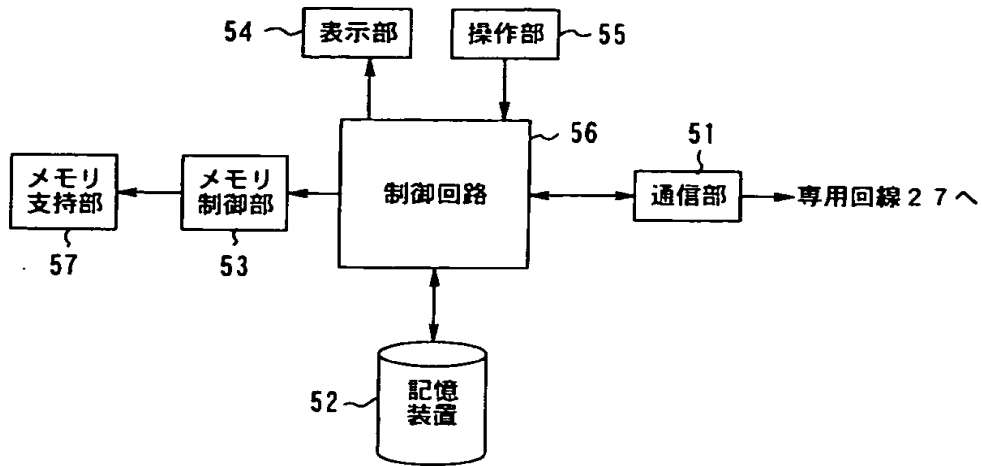 54
表示部
操作部
55
56
51
メモリ
支持部
メモリ
制御部
制御回路
通信部
専用回線27へ
57
53
52
記憶
装置